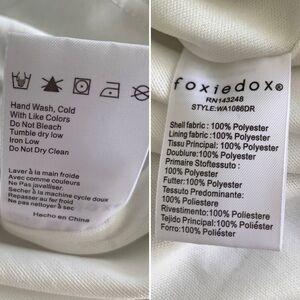 Hand Wash, Cold
With Like Colors
Do Not Bleach
Tumble dry low
Iron Low
Do Not Dry Clean
Laver à la main froide
Avec comme couleurs
Ne Pas javelliser.
Sécher à la machine cycle doux
Repasser au fer froid
Ne pas nettoyer à sec
Hecho en China
foxiedox®
RN143248
STYLE:WA1086DR
Shell fabric : 100% Polyester
Lining fabric : 100% Polyester
Tissu Principal: 100% Polyester
Doublure:100% Polyester
Primaire Stoftessuto :
100% Polyester
Futter:100% Polyester
Tessuto Predominante:
100% Poliestere
Rivestimento:100% Poliestere
Tejido Principal: 100% Poliéster
Forro:100% Poliéster